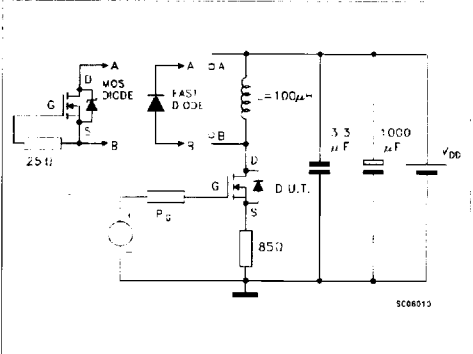 A
A
A
D
MOS DIODE
G
S
B
25Ω
FAST DIODE
B
B
L=100μH
3.3 μF
1000 μF
VDD
D
G
D.U.T.
S
RG
85Ω
SC06010